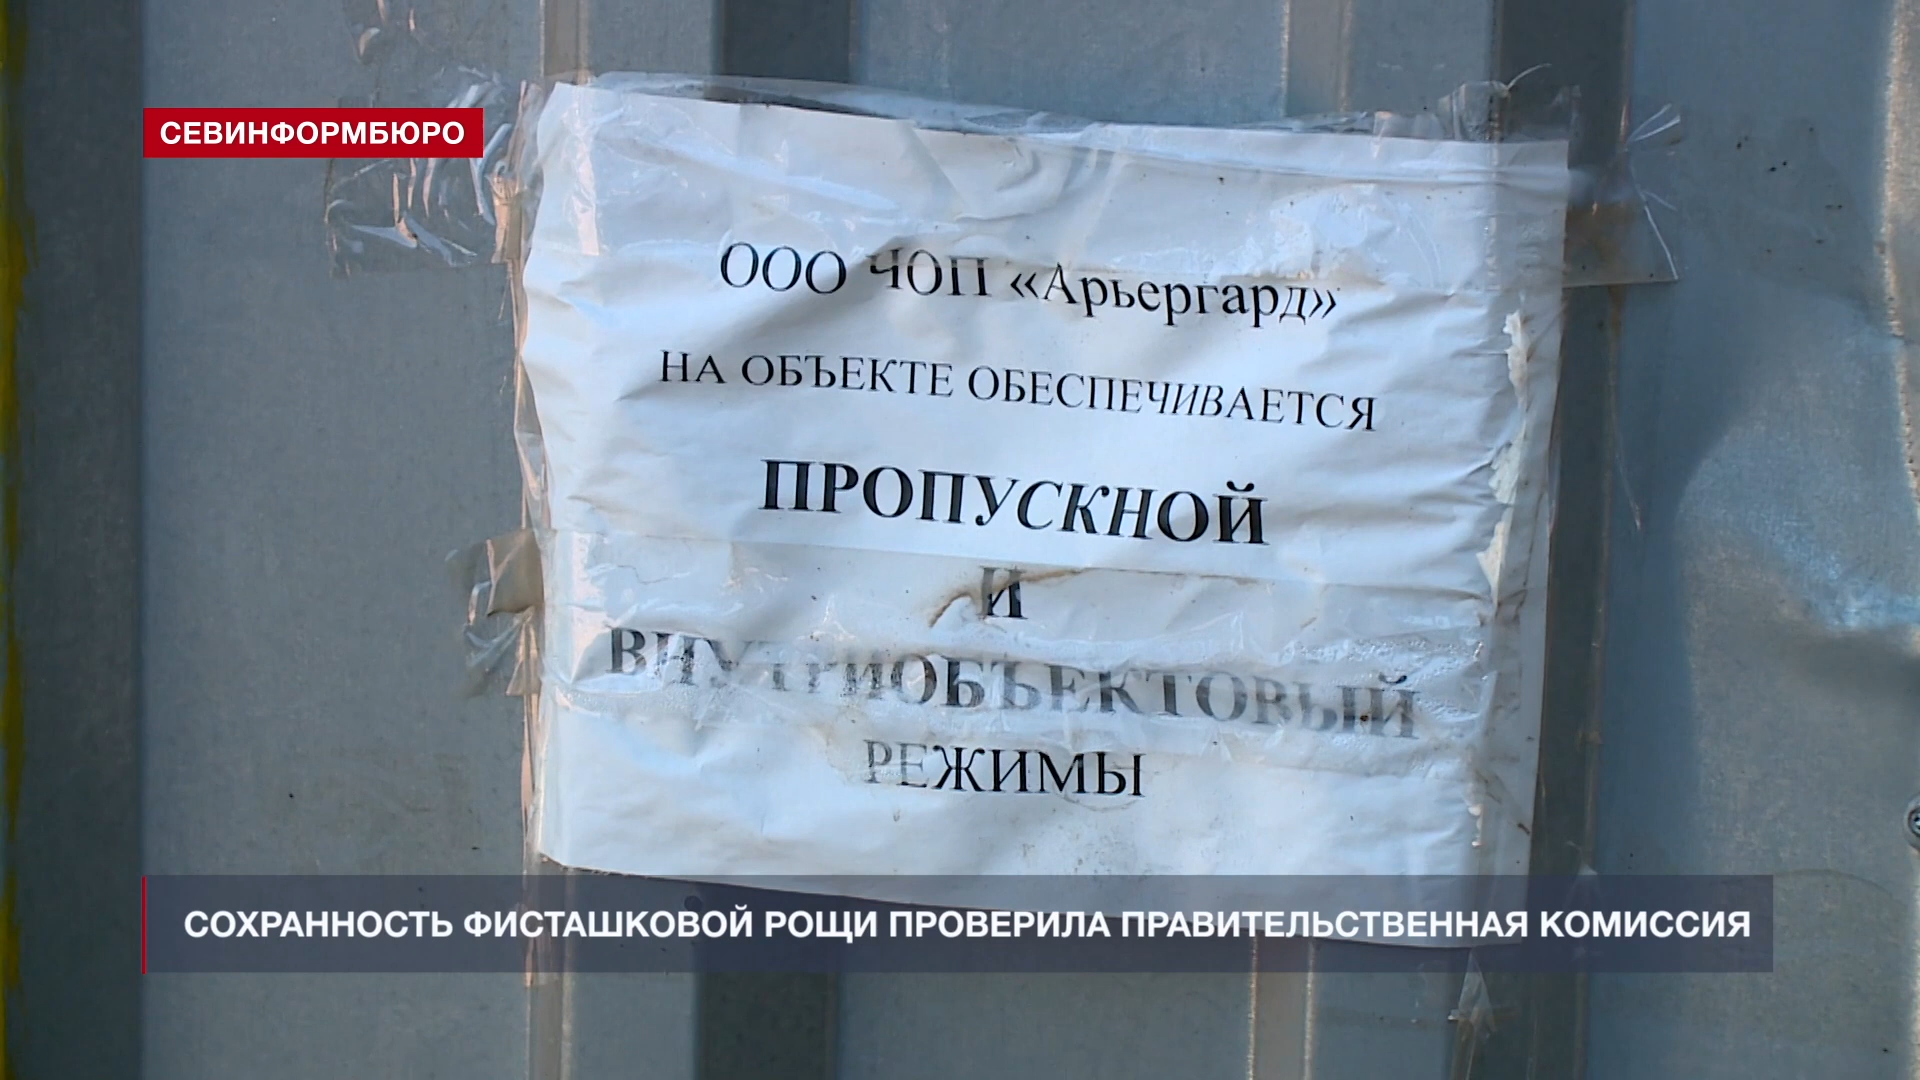 СЕВИНФОРМБЮРО
ООО ЧОП «Арьергард»
НА ОБЪЕКТЕ ОБЕСПЕЧИВАЕТСЯ
ПРОПУСКНОЙ
И
ВНУТРИОБЪЕКТОВЫЙ
РЕЖИМЫ
СОХРАННОСТЬ ФИСТАШКОВОЙ РОЩИ ПРОВЕРИЛА ПРАВИТЕЛЬСТВЕННАЯ КОМИССИЯ